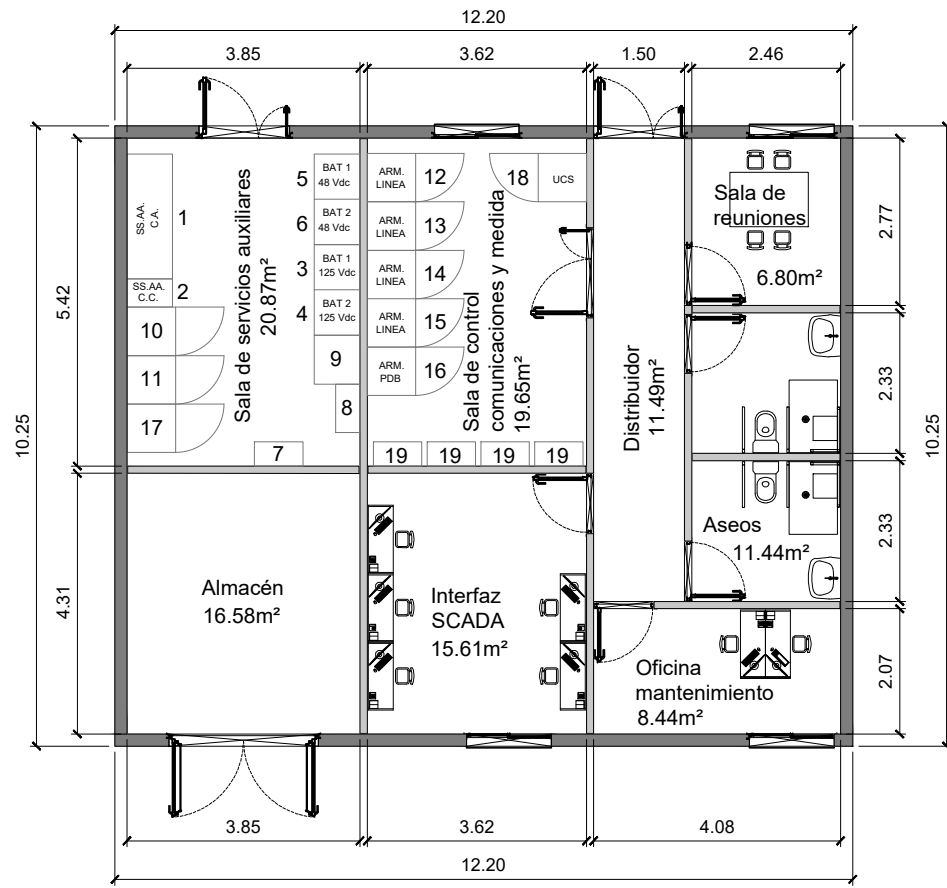 12.20
3.85
3.62
1.50
2.46
10.25
5.42
4.31
SS.AA.
C.A.
1
SS.AA.
C.C.
2
10
11
17
Sala de servicios auxiliares
20.87m²
5
BAT 1
48 Vdc
6
BAT 2
48 Vdc
3
BAT 1
125 Vdc
4
BAT 2
125 Vdc
9
8
7
ARM.
LINEA
12
ARM.
LINEA
13
ARM.
LINEA
14
ARM.
LINEA
15
ARM.
PDB
16
18
UCS
Sala de control
comunicaciones y medida
19.65m²
19
19
19
19
Distribuidor
11.49m²
Sala de
reuniones
6.80m²
Aseos
11.44m²
Almacén
16.58m²
Interfaz
SCADA
15.61m²
Oficina
mantenimiento
8.44m²
2.77
2.33
2.33
2.07
10.25
3.85
3.62
4.08
12.20